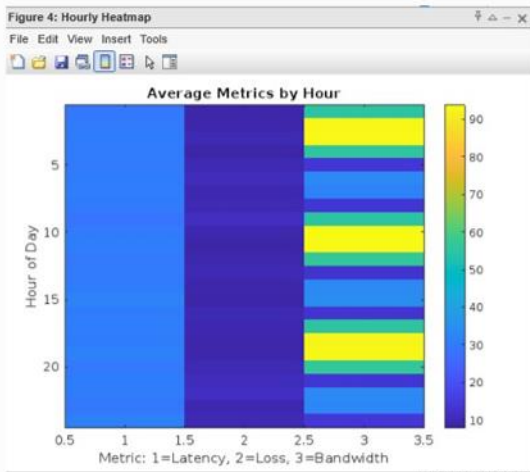 Figure 4: Hourly Heatmap
File Edit View Insert Tools
Average Metrics by Hour
Hour of Day
5
10
15
20
0.5 1 1.5 2 2.5 3 3.5
Metric: 1=Latency, 2=Loss, 3=Bandwidth
90
80
70
60
50
40
30
20
10